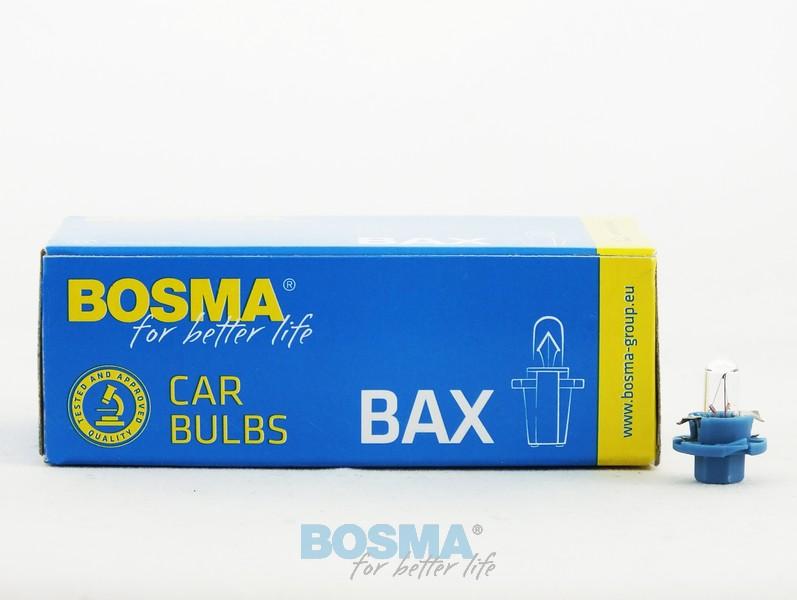 BAX
BOSMA®
for better life
TESTED AND APPROVED
QUALITY
CAR
BULBS
BAX
www.bosma-group.eu
BOSMA®
for better life